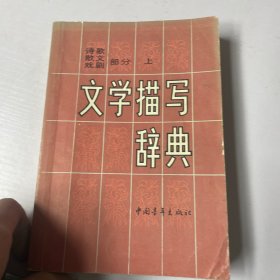 诗歌
散文 部分 上
戏剧
文学描写
辞典
中国青年出版社